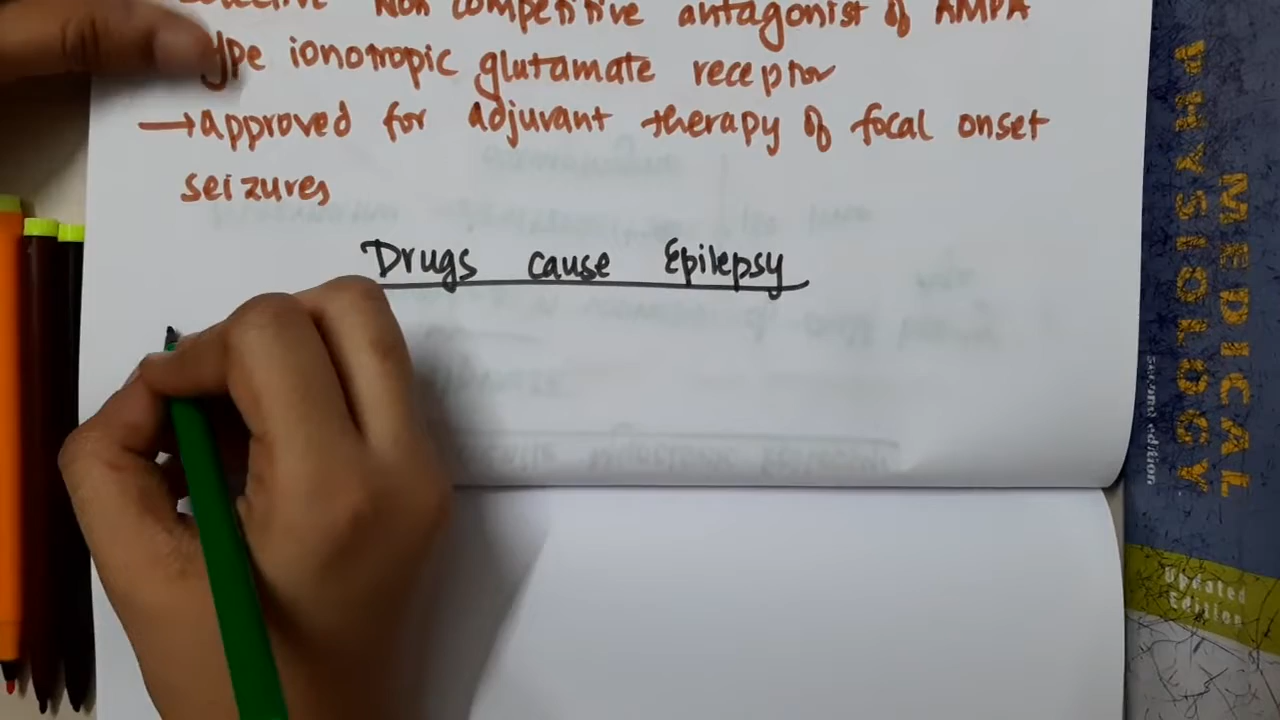 Non competitive antagonist of AMPA
ype ionotropic glutamate receptor
→ approved for adjuvant therapy of focal onset
seizures
Drugs cause Epilepsy
MEDICAL
PHYSIOLOGY
Updated
Edition